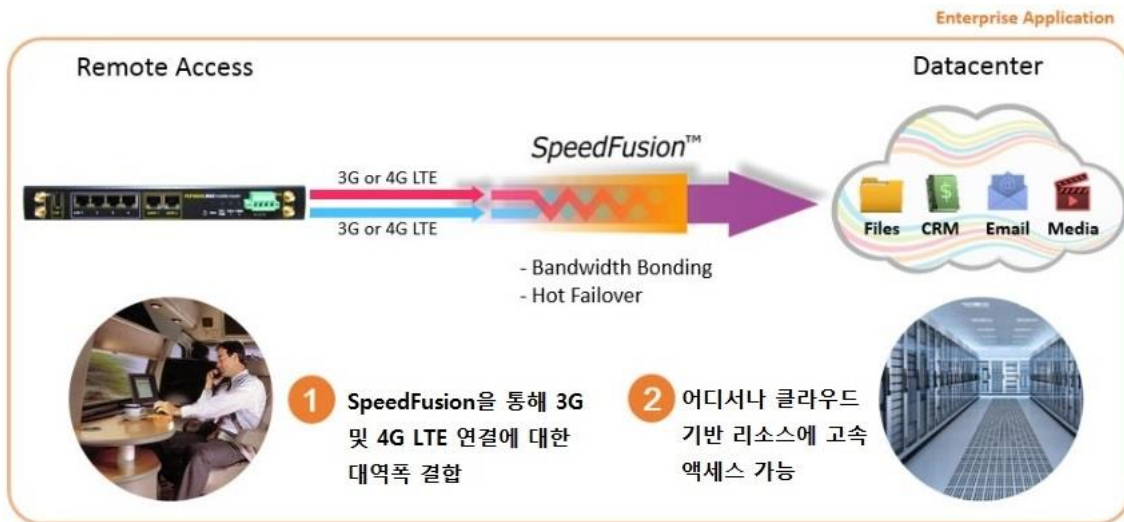 Enterprise Application
Remote Access
Datacenter
SpeedFusion™
3G or 4G LTE
3G or 4G LTE
Files CRM Email Media
- Bandwidth Bonding
- Hot Failover
1
SpeedFusion을 통해 3G
및 4G LTE 연결에 대한
대역폭 결합
2
어디서나 클라우드
기반 리소스에 고속
액세스 가능